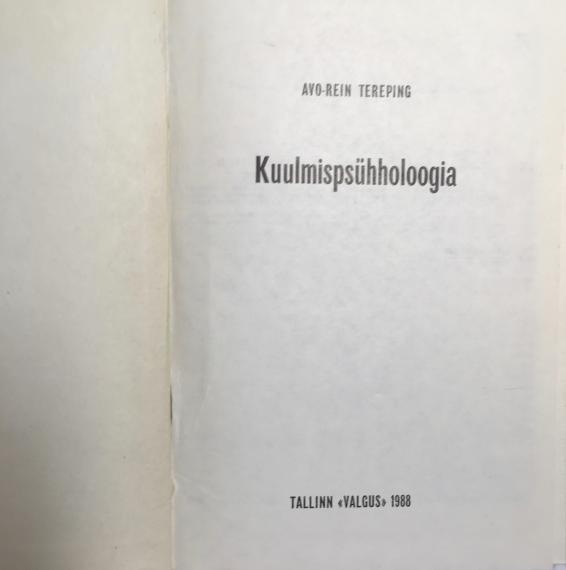 AVO-REIN TEREPING
Kuulmispsühholoogia
TALLINN «VALGUS» 1988